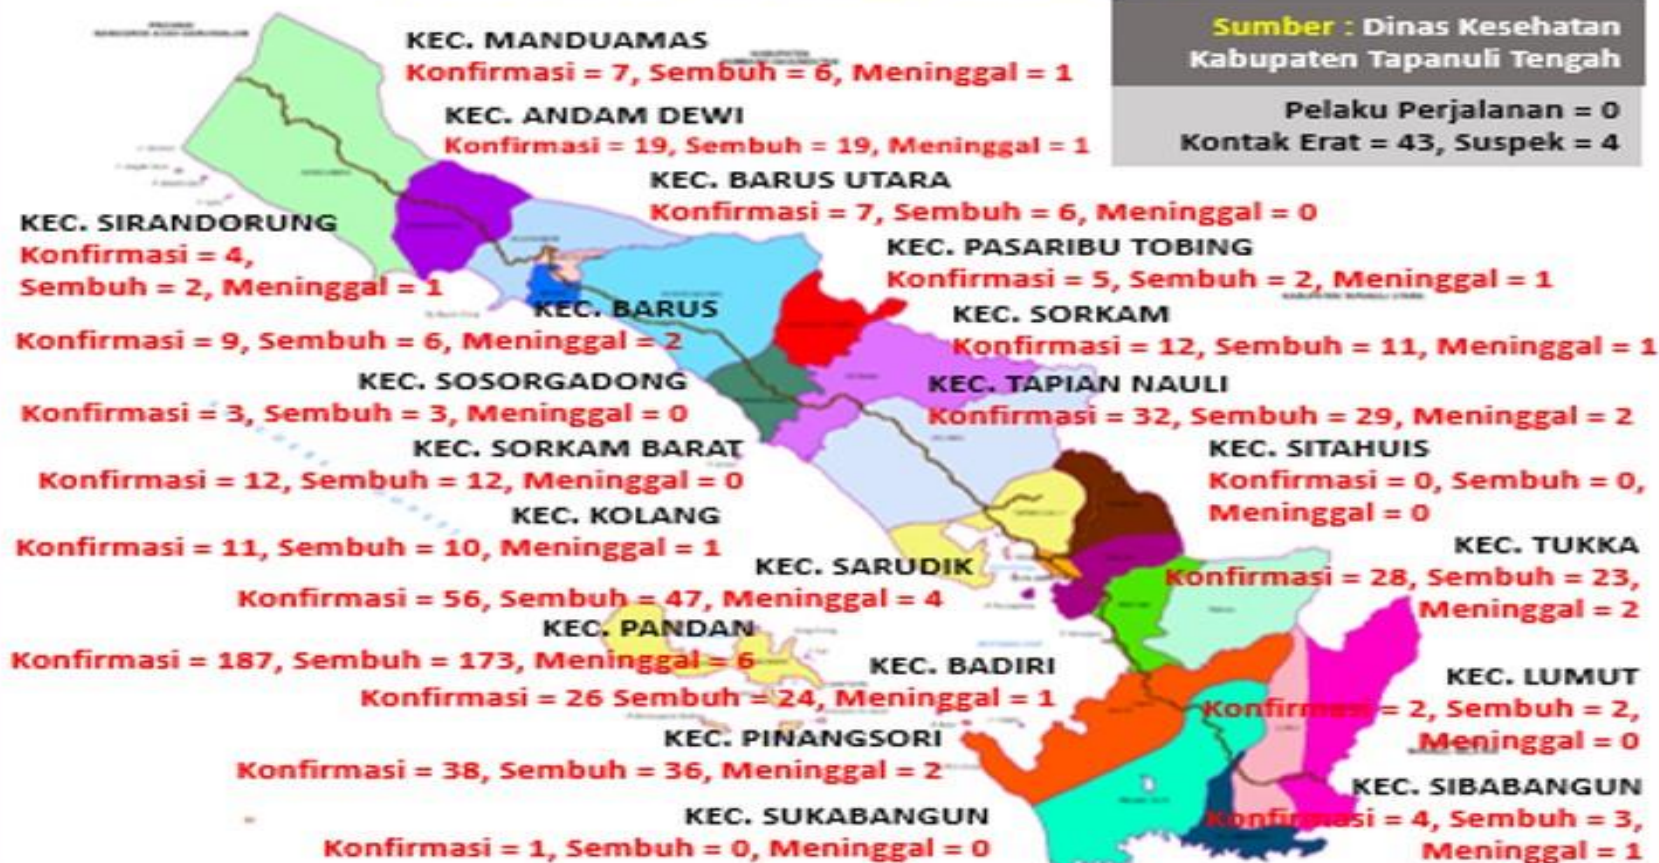 Sumber : Dinas Kesehatan
Kabupaten Tapanuli Tengah
Pelaku Perjalanan = 0
Kontak Erat = 43, Suspek = 4
KEC. MANDUAMAS
Konfirmasi = 7, Sembuh = 6, Meninggal = 1
KEC. ANDAM DEWI
Konfirmasi = 19, Sembuh = 19, Meninggal = 1
KEC. BARUS UTARA
Konfirmasi = 7, Sembuh = 6, Meninggal = 0
KEC. SIRANDORUNG
Konfirmasi = 4,
Sembuh = 2, Meninggal = 1
KEC. PASARIBU TOBING
Konfirmasi = 5, Sembuh = 2, Meninggal = 1
KEC. BARUS
Konfirmasi = 9, Sembuh = 6, Meninggal = 2
KEC. SORKAM
Konfirmasi = 12, Sembuh = 11, Meninggal = 1
KEC. SOSORGADONG
Konfirmasi = 3, Sembuh = 3, Meninggal = 0
KEC. TAPIAN NAULI
Konfirmasi = 32, Sembuh = 29, Meninggal = 2
KEC. SORKAM BARAT
Konfirmasi = 12, Sembuh = 12, Meninggal = 0
KEC. SITAHUIS
Konfirmasi = 0, Sembuh = 0,
Meninggal = 0
KEC. KOLANG
Konfirmasi = 11, Sembuh = 10, Meninggal = 1
KEC. TUKKA
Konfirmasi = 28, Sembuh = 23,
Meninggal = 2
KEC. SARUDIK
Konfirmasi = 56, Sembuh = 47, Meninggal = 4
KEC. PANDAN
Konfirmasi = 187, Sembuh = 173, Meninggal = 6
KEC. BADIRI
Konfirmasi = 26 Sembuh = 24, Meninggal = 1
KEC. LUMUT
Konfirmasi = 2, Sembuh = 2,
Meninggal = 0
KEC. PINANGSORI
Konfirmasi = 38, Sembuh = 36, Meninggal = 2
KEC. SIBABANGUN
Konfirmasi = 4, Sembuh = 3,
Meninggal = 1
KEC. SUKABANGUN
Konfirmasi = 1, Sembuh = 0, Meninggal = 0